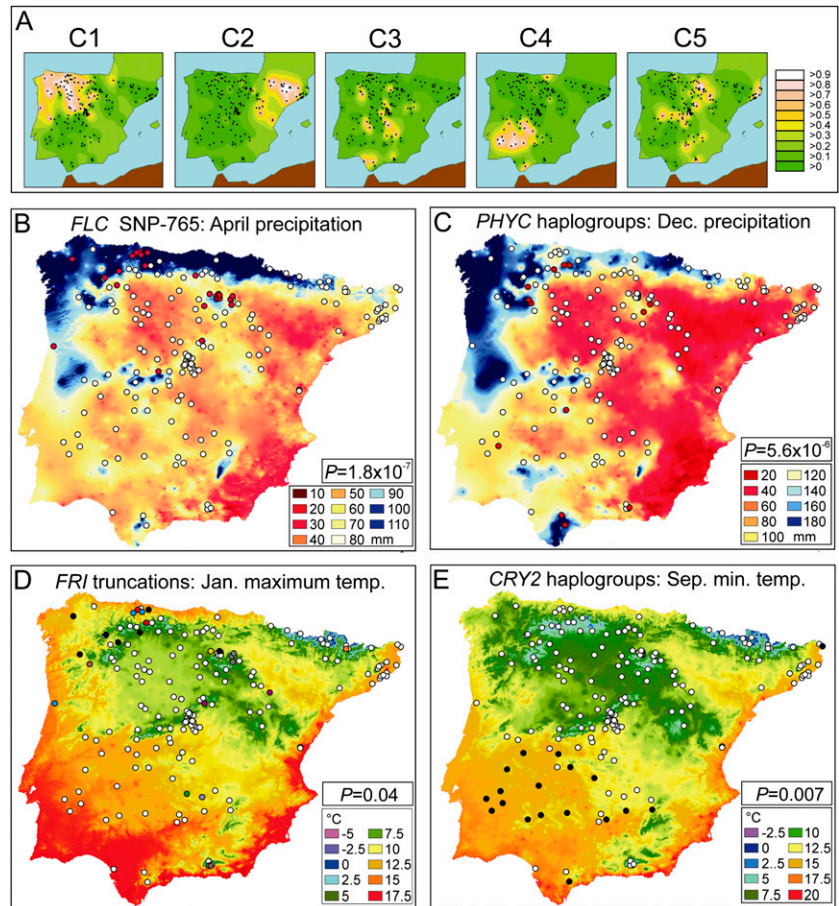 A
C1 C2 C3 C4 C5
>0.9
>0.8
>0.7
>0.6
>0.5
>0.4
>0.3
>0.2
>0.1
>0
B FLC SNP-765: April precipitation
P=1.8x10⁻⁷
10 50 90
20 60 100
30 70 110
40 80 mm
C PHYC haplogroups: Dec. precipitation
P=5.6x10⁻⁶
20 120
40 140
60 160
80 180
100 mm
D FRI truncations: Jan. maximum temp.
P=0.04
°C
-5 7.5
-2.5 10
0 12.5
2.5 15
5 17.5
E CRY2 haplogroups: Sep. min. temp.
P=0.007
°C
-2.5 10
0 12.5
2.5 15
5 17.5
7.5 20